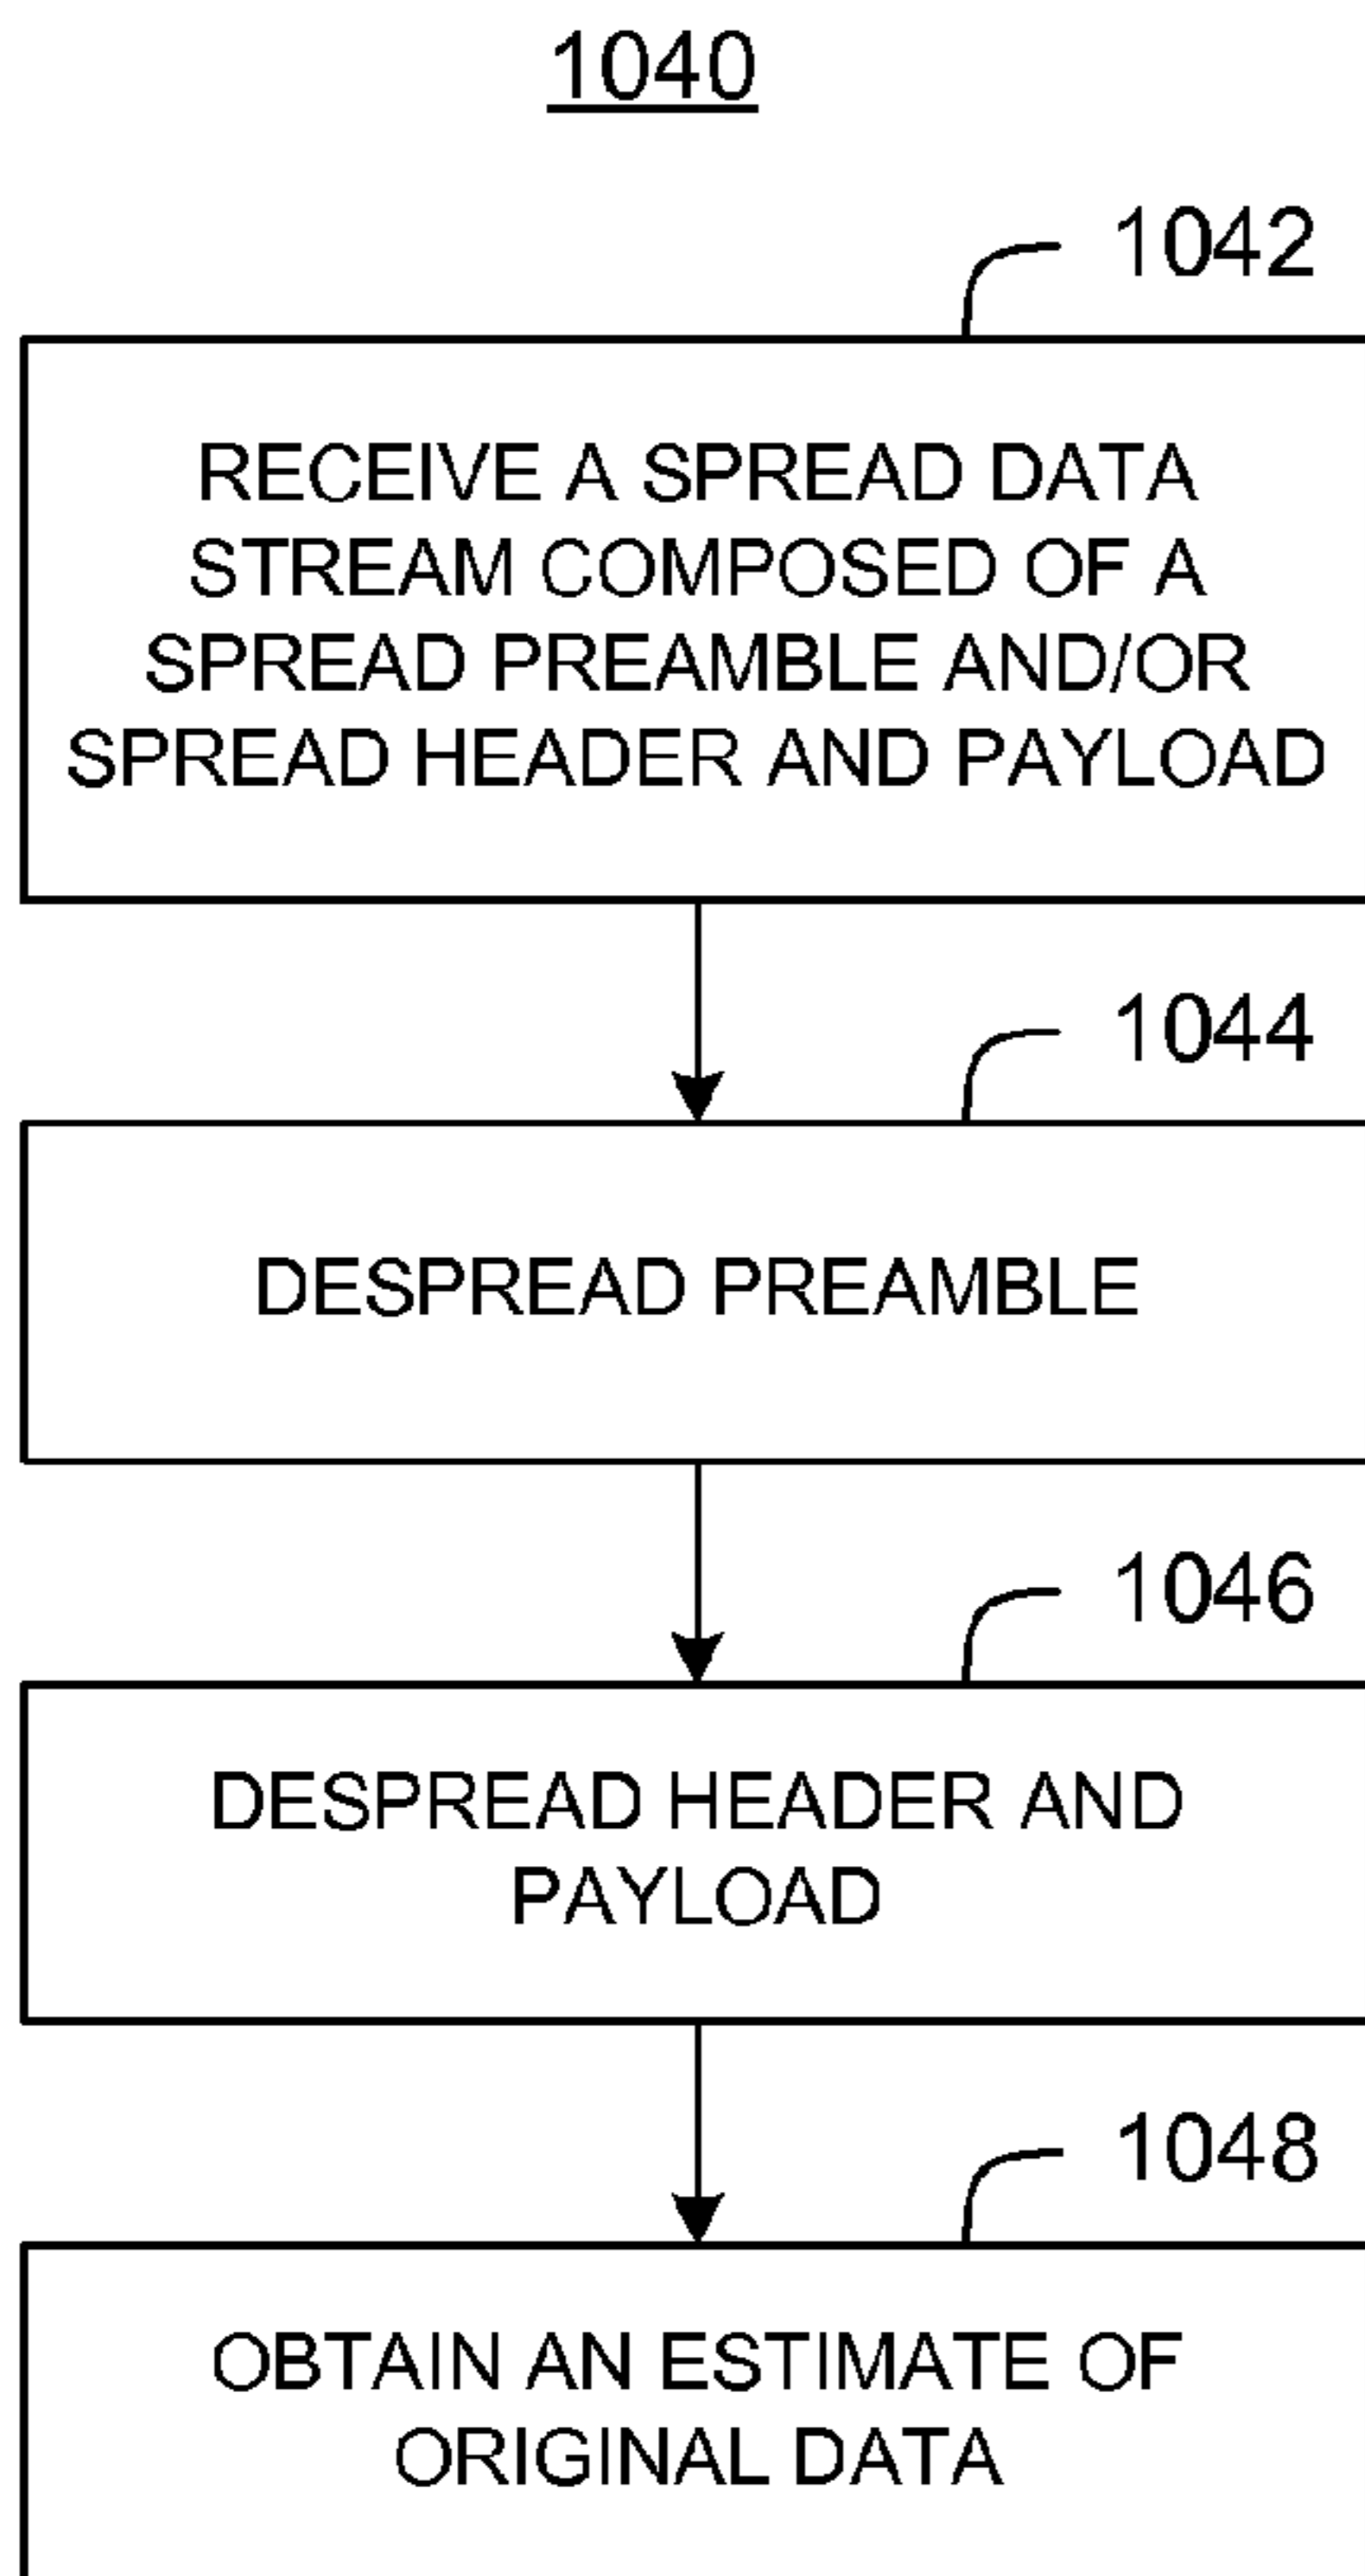 1040
1042
RECEIVE A SPREAD DATA
STREAM COMPOSED OF A
SPREAD PREAMBLE AND/OR
SPREAD HEADER AND PAYLOAD
1044
DESPREAD PREAMBLE
1046
DESPREAD HEADER AND
PAYLOAD
1048
OBTAIN AN ESTIMATE OF
ORIGINAL DATA